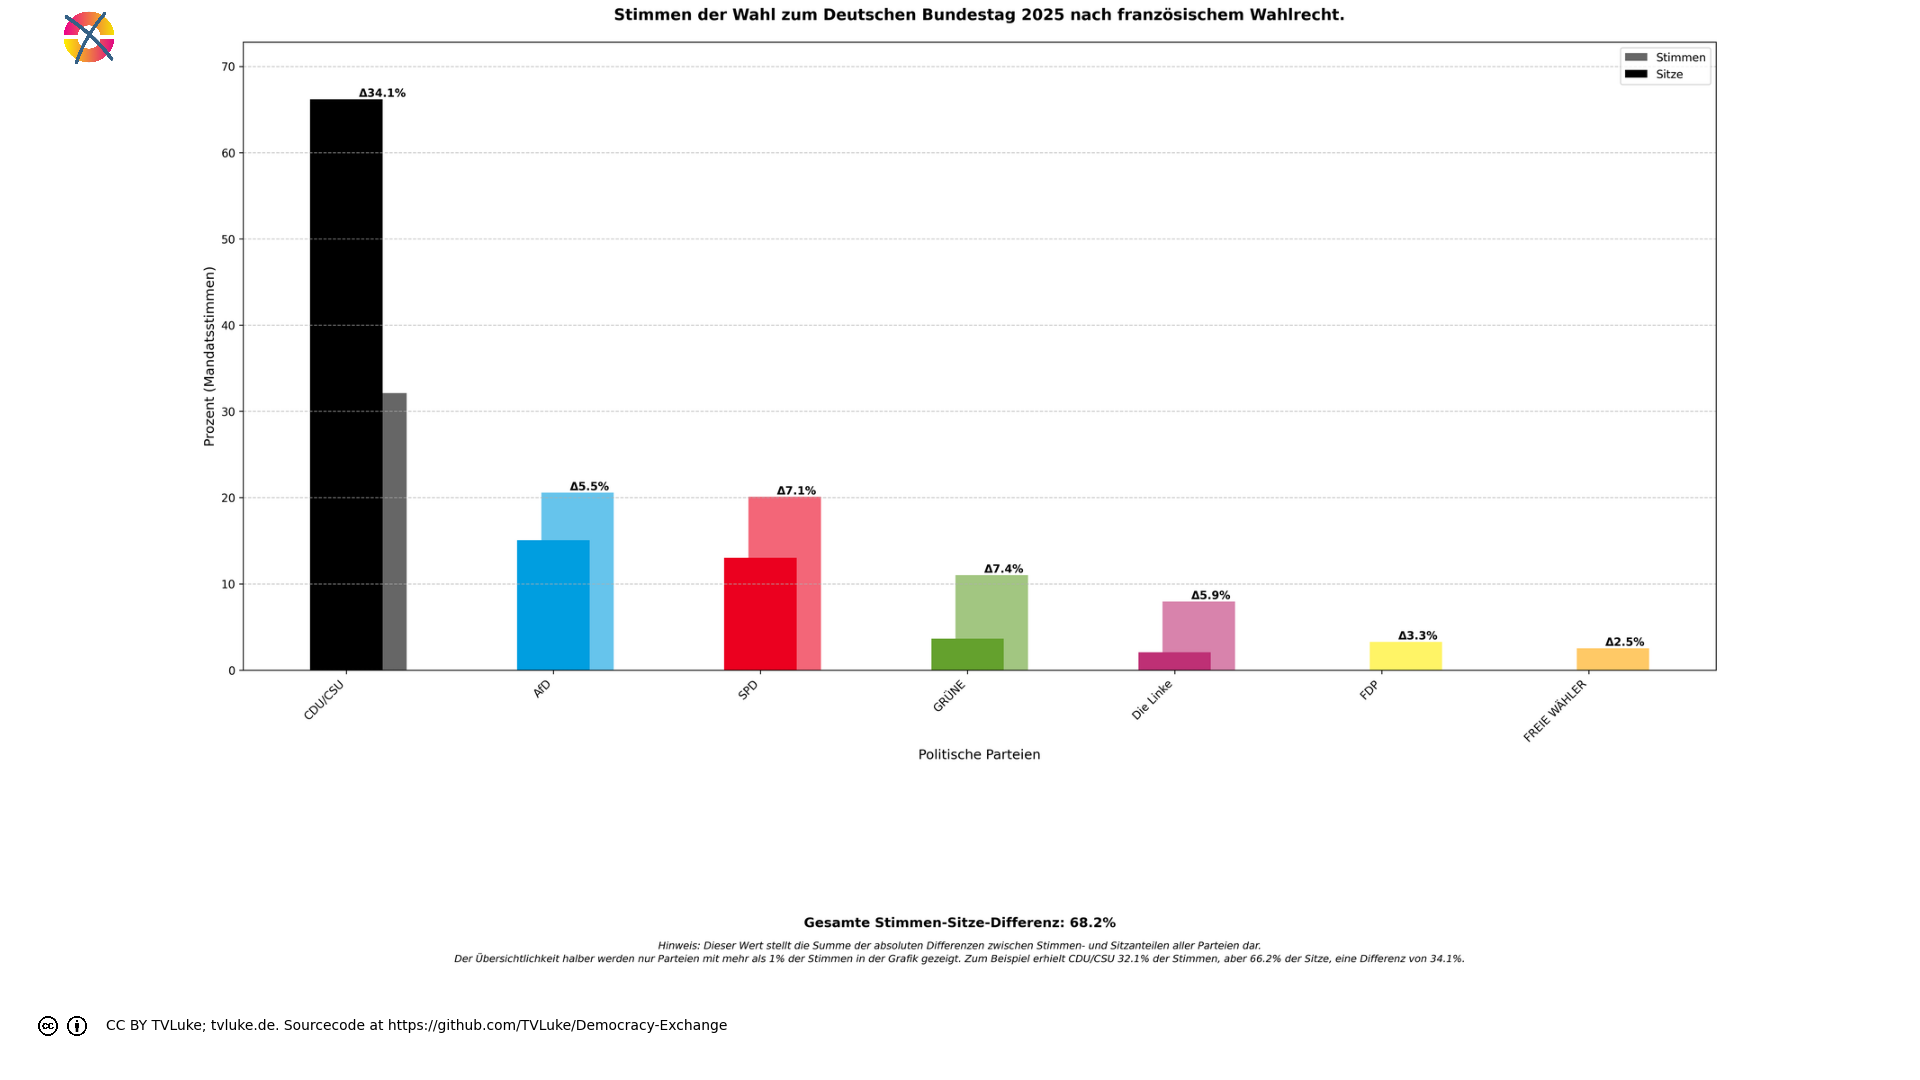 Stimmen der Wahl zum Deutschen Bundestag 2025 nach französischem Wahlrecht.
Stimmen
Sitze
Prozent (Mandatsstimmen)
70
60
50
40
30
20
10
0
Δ34.1%
Δ5.5%
Δ7.1%
Δ7.4%
Δ5.9%
Δ3.3%
Δ2.5%
CDU/CSU
AfD
SPD
GRÜNE
Die Linke
FDP
FREIE WÄHLER
Politische Parteien
Gesamte Stimmen-Sitze-Differenz: 68.2%
Hinweis: Dieser Wert stellt die Summe der absoluten Differenzen zwischen Stimmen- und Sitzanteilen aller Parteien dar.
Der Übersichtlichkeit halber werden nur Parteien mit mehr als 1% der Stimmen in der Grafik gezeigt. Zum Beispiel erhielt CDU/CSU 32.1% der Stimmen, aber 66.2% der Sitze, eine Differenz von 34.1%.
cc CC BY TVLuke; tvluke.de. Sourcecode at https://github.com/TVLuke/Democracy-Exchange